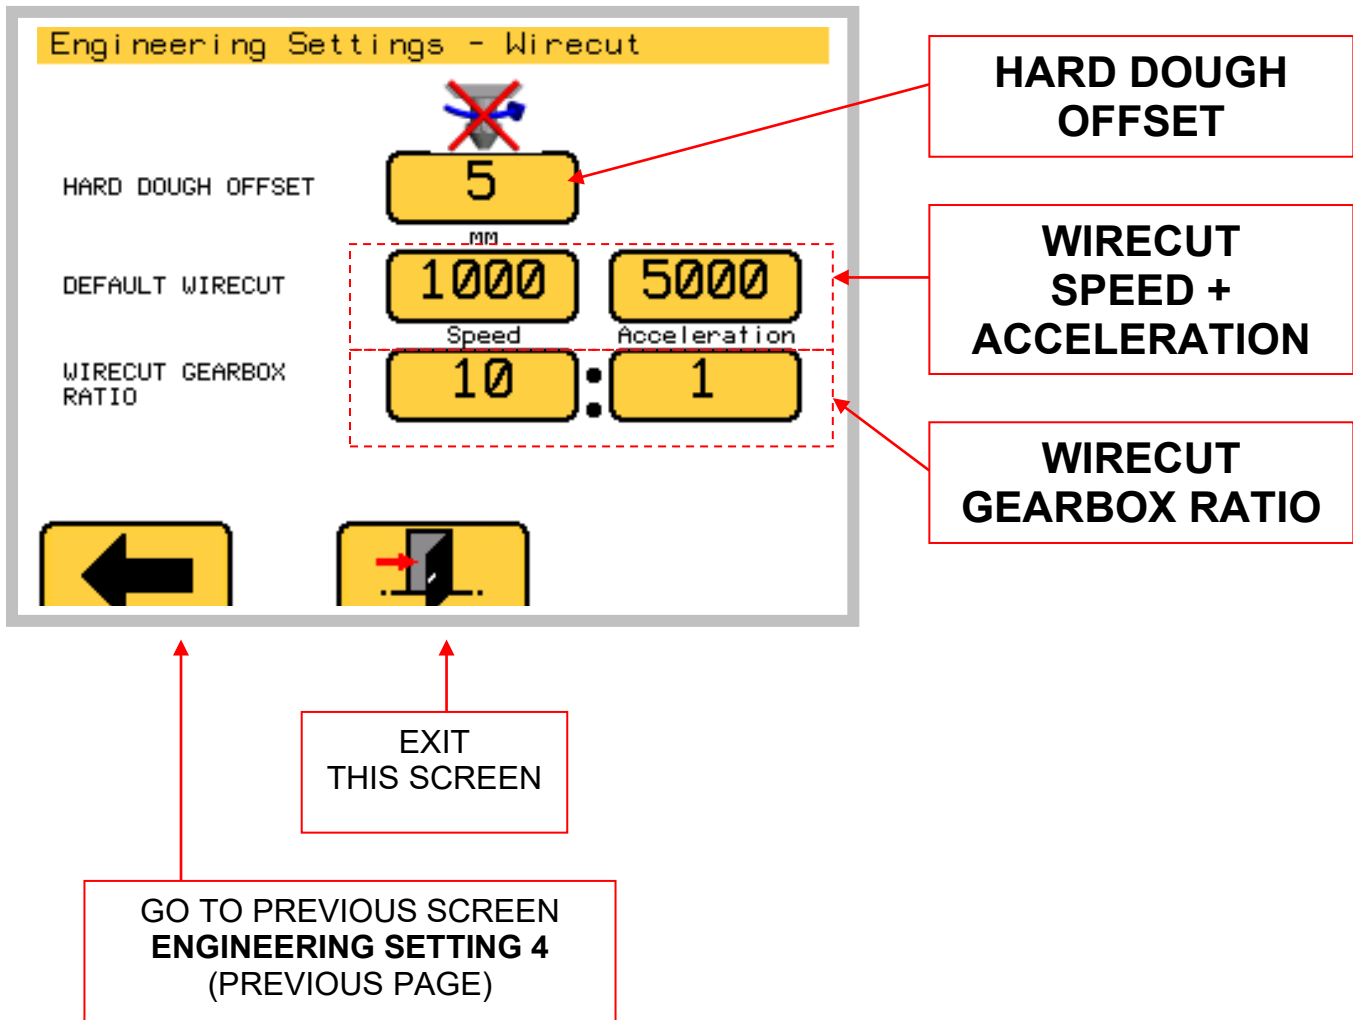 Engineering Settings - Wirecut
HARD DOUGH OFFSET
5
mm
DEFAULT WIRECUT
1000
5000
Speed
Acceleration
WIRECUT GEARBOX
RATIO
10
:
1
HARD DOUGH
OFFSET
WIRECUT
SPEED +
ACCELERATION
WIRECUT
GEARBOX RATIO
EXIT
THIS SCREEN
GO TO PREVIOUS SCREEN
ENGINEERING SETTING 4
(PREVIOUS PAGE)